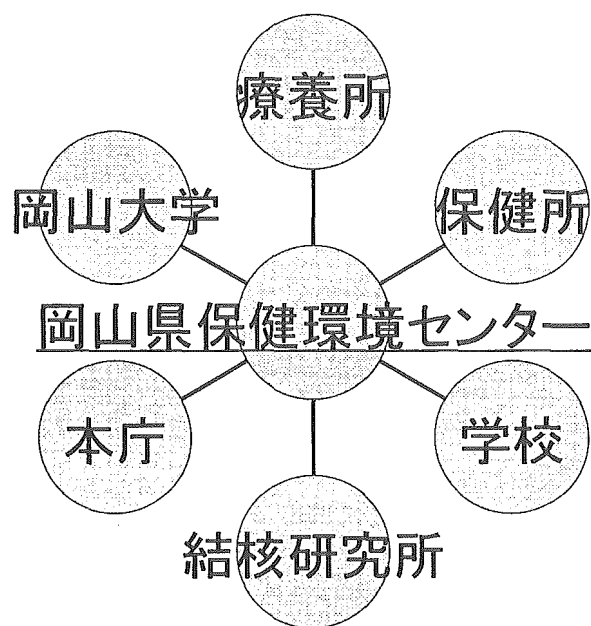 療養所
岡山大学
保健所
岡山県保健環境センター
本庁
学校
結核研究所